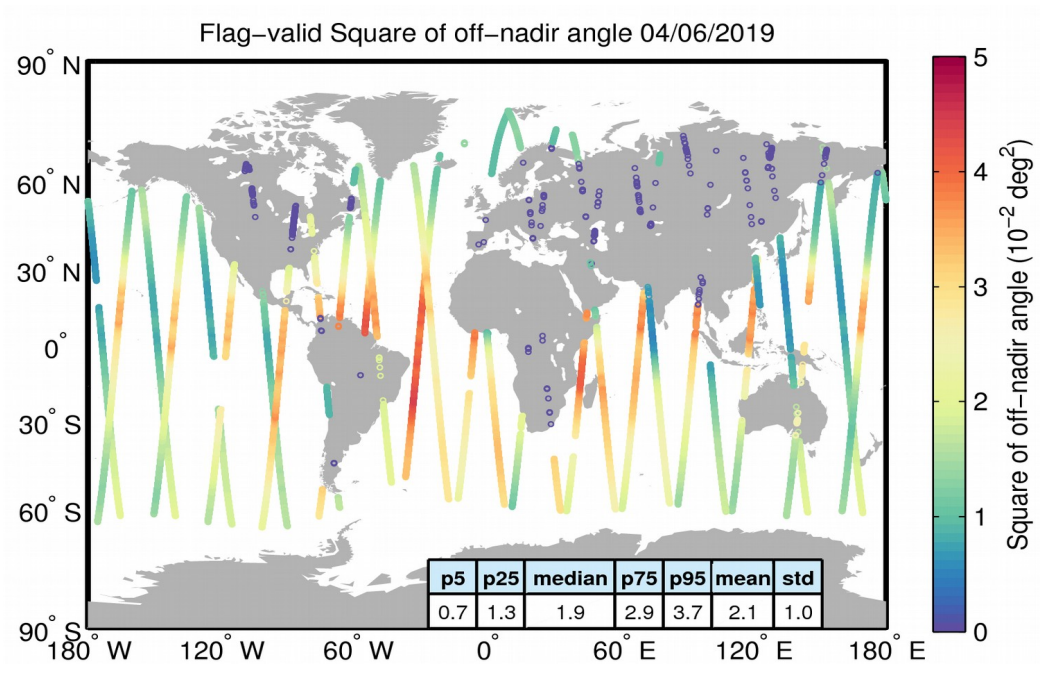 Flag−valid Square of off−nadir angle 04/06/2019
90° N
60° N
30° N
0°
30° S
60° S
90° S
180° W
120° W
60° W
0°
60° E
120° E
180° E
p5 p25 median p75 p95 mean std
0.7 1.3 1.9 2.9 3.7 2.1 1.0
5
4
3
2
1
0
Square of off−nadir angle (10⁻² deg²)